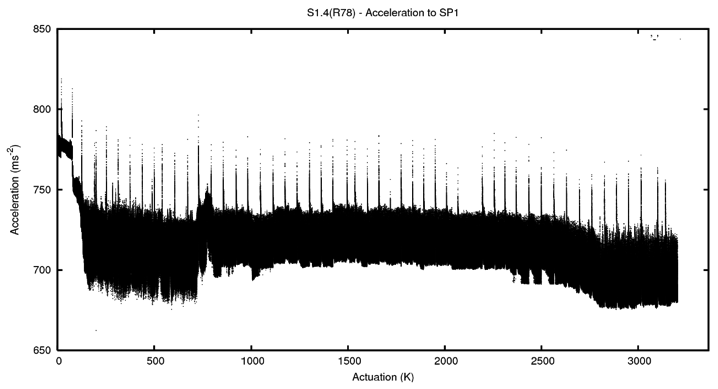 S1.4(R78) - Acceleration to SP1
850
800
750
700
650
Acceleration (ms-2)
0 500 1000 1500 2000 2500 3000
Actuation (K)